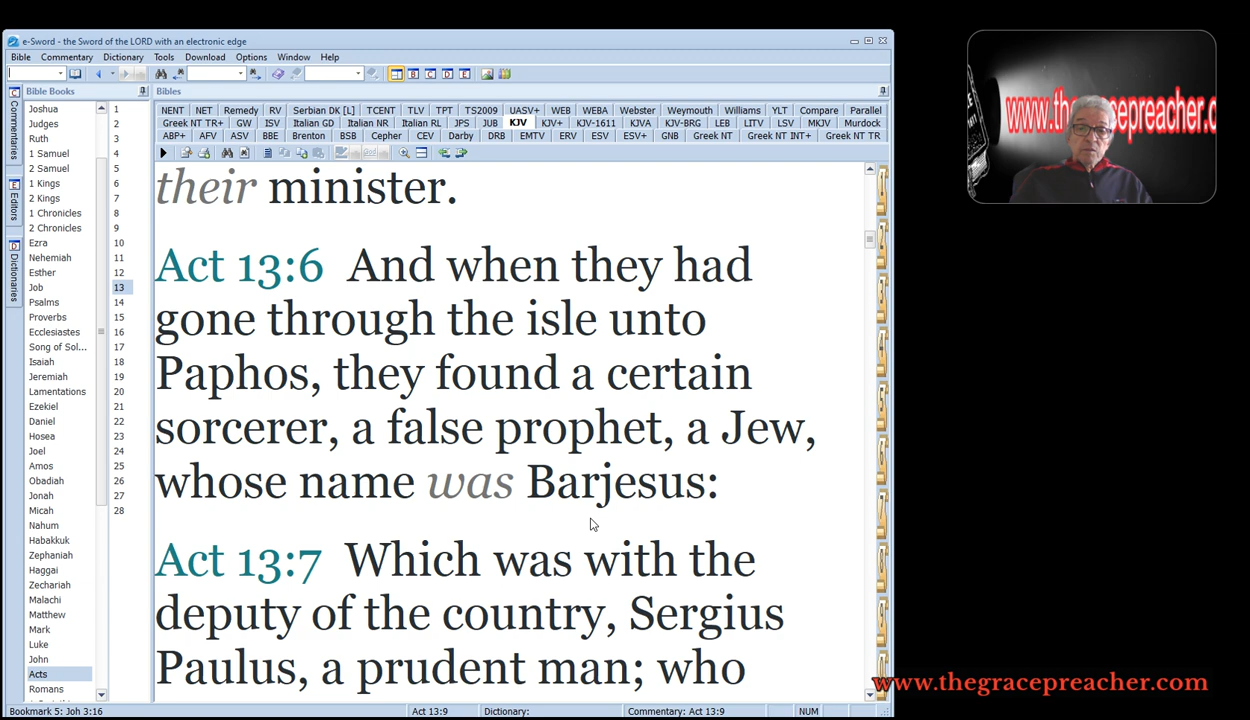 e-Sword - the Sword of the LORD with an electronic edge
Bible Commentary Dictionary Tools Download Options Window Help
Bible Books
Bibles
Commentaries
Editors
Dictionaries
Joshua
Judges
Ruth
1 Samuel
2 Samuel
1 Kings
2 Kings
1 Chronicles
2 Chronicles
Ezra
Nehemiah
Esther
Job
Psalms
Proverbs
Ecclesiastes
Song of Sol...
Isaiah
Jeremiah
Lamentations
Ezekiel
Daniel
Hosea
Joel
Amos
Obadiah
Jonah
Micah
Nahum
Habakkuk
Zephaniah
Haggai
Zechariah
Malachi
Matthew
Mark
Luke
John
Acts
Romans
1
2
3
4
5
6
7
8
9
10
11
12
13
14
15
16
17
18
19
20
21
22
23
24
25
26
27
28
NENT NET Remedy RV Serbian DK [L] TCENT TLV TPT TS2009 UASV+ WEB WEBA Webster Weymouth Williams YLT Compare Parallel
Greek NT TR+ GW ISV Italian GD Italian NR Italian RL JPS JUB KJV KJV+ KJV-1611 KJVA KJV-BRG LEB LITV LSV MKJV Murdock
ABP+ AFV ASV BBE Brenton BSB Cepher CEV Darby DRB EMTV ERV ESV ESV+ GNB Greek NT Greek NT INT+ Greek NT TR
their minister.
Act 13:6 And when they had
gone through the isle unto
Paphos, they found a certain
sorcerer, a false prophet, a Jew,
whose name was Barjesus:
Act 13:7 Which was with the
deputy of the country, Sergius
Paulus, a prudent man; who
Bookmark 5: Joh 3:16
Act 13:9
Dictionary:
Commentary: Act 13:9
NUM
www.thegracepreacher.com